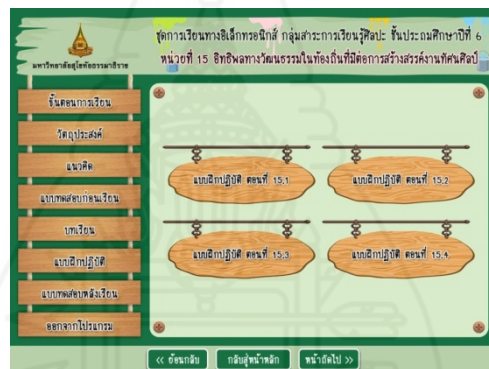 ชุดการเรียนทางอิเล็กทรอนิกส์ กลุ่มสาระการเรียนรู้ศิลปะ ชั้นประถมศึกษาปีที่ 6
หน่วยที่ 15 อิทธิพลทางวัฒนธรรมในท้องถิ่นที่มีต่อการสร้างสรรค์งานทัศนศิลป์
มหาวิทยาลัยสุโขทัยธรรมาธิราช
ขั้นตอนการเรียน
วัตถุประสงค์
แนวคิด
แบบทดสอบก่อนเรียน
บทเรียน
แบบฝึกปฏิบัติ
แบบทดสอบหลังเรียน
ออกจากโปรแกรม
แบบฝึกปฏิบัติ ตอนที่ 15.1
แบบฝึกปฏิบัติ ตอนที่ 15.2
แบบฝึกปฏิบัติ ตอนที่ 15.3
แบบฝึกปฏิบัติ ตอนที่ 15.4
<< ย้อนกลับ
กลับสู่หน้าหลัก
หน้าถัดไป >>